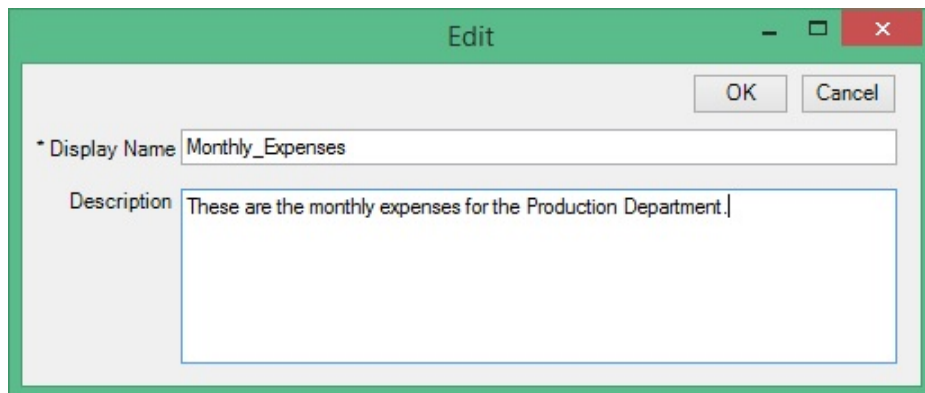 Edit
OK Cancel
* Display Name Monthly_Expenses
Description These are the monthly expenses for the Production Department.